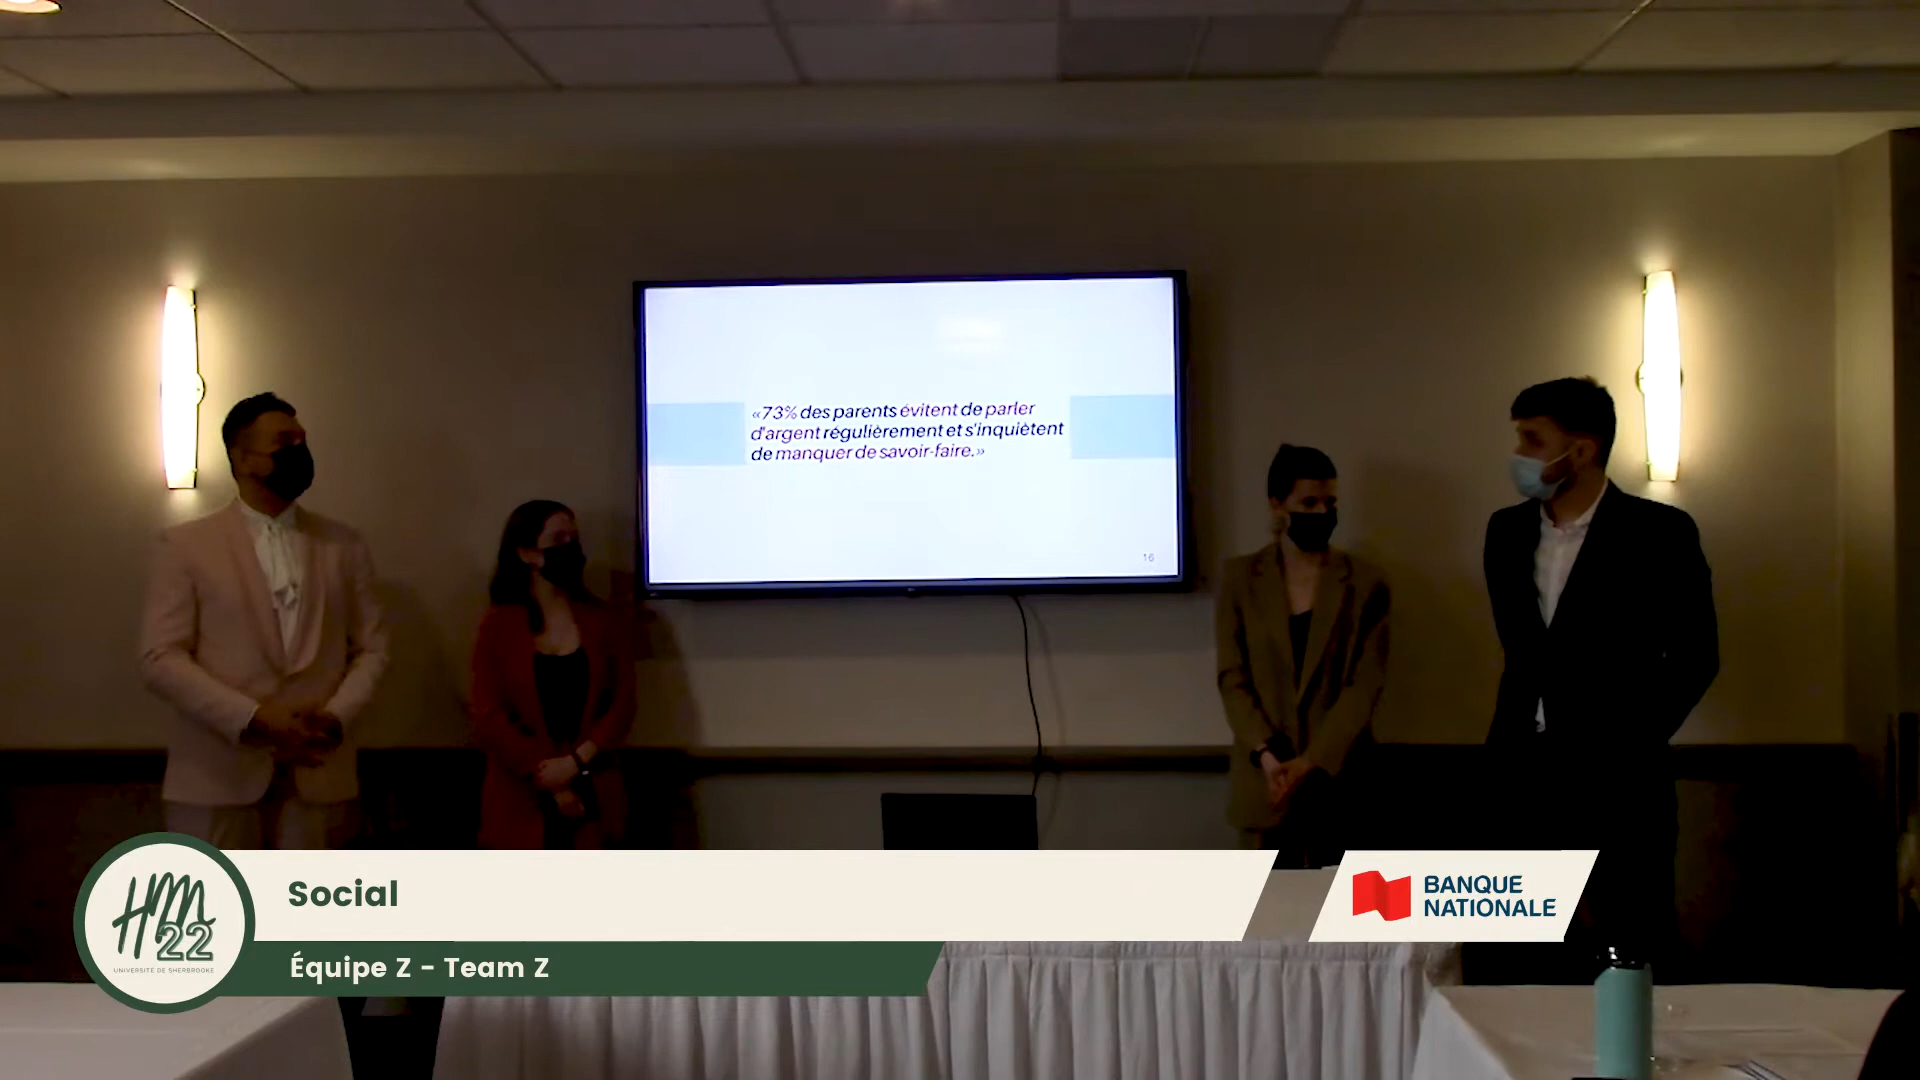 «73% des parents évitent de parler
d'argent régulièrement et s'inquiètent
de manquer de savoir-faire.»
16
Social
BANQUE
NATIONALE
HM
22
UNIVERSITÉ DE SHERBROOKE
Équipe Z - Team Z